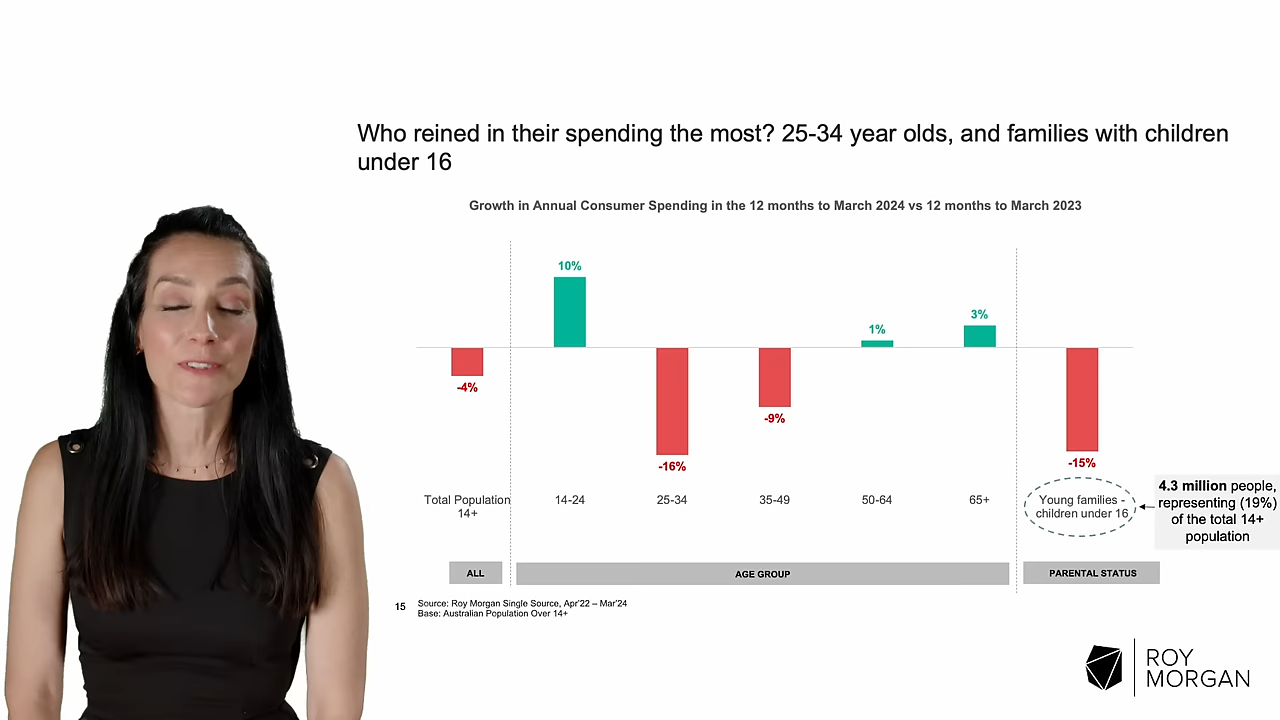 Who reined in their spending the most? 25-34 year olds, and families with children
under 16
Growth in Annual Consumer Spending in the 12 months to March 2024 vs 12 months to March 2023
10%
3%
1%
-4%
-9%
-16%
-15%
Total Population
14+
14-24
25-34
35-49
50-64
65+
Young families -
children under 16
4.3 million people,
representing (19%)
of the total 14+
population
ALL
AGE GROUP
PARENTAL STATUS
15
Source: Roy Morgan Single Source, Apr'22 – Mar'24
Base: Australian Population Over 14+
ROY
MORGAN